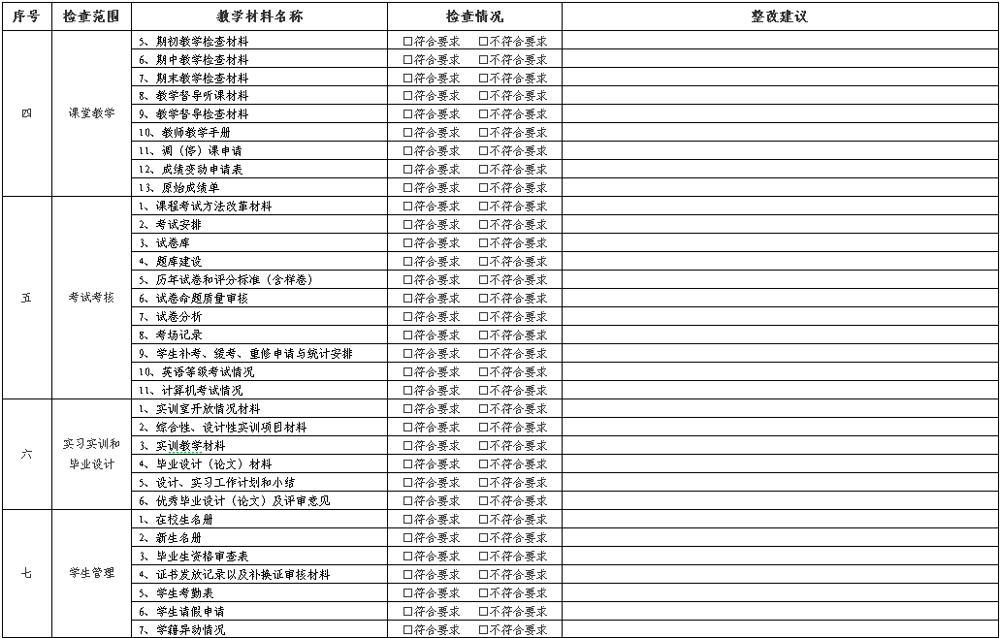 序号 检查范围 教学材料名称 检查情况 整改建议
5、期初教学检查材料 □符合要求 □不符合要求
6、期中教学检查材料 □符合要求 □不符合要求
7、期末教学检查材料 □符合要求 □不符合要求
8、教学督导听课材料 □符合要求 □不符合要求
四 课堂教学 9、教学督导检查材料 □符合要求 □不符合要求
10、教师教学手册 □符合要求 □不符合要求
11、调（停）课申请 □符合要求 □不符合要求
12、成绩变动申请表 □符合要求 □不符合要求
13、原始成绩单 □符合要求 □不符合要求
1、课程考试方法改革材料 □符合要求 □不符合要求
2、考试安排 □符合要求 □不符合要求
3、试卷库 □符合要求 □不符合要求
4、题库建设 □符合要求 □不符合要求
5、历年试卷和评分标准（含样卷） □符合要求 □不符合要求
五 考试考核 6、试卷命题质量审核 □符合要求 □不符合要求
7、试卷分析 □符合要求 □不符合要求
8、考场记录 □符合要求 □不符合要求
9、学生补考、缓考、重修申请与统计安排 □符合要求 □不符合要求
10、英语等级考试情况 □符合要求 □不符合要求
11、计算机考试情况 □符合要求 □不符合要求
1、实训室开放情况材料 □符合要求 □不符合要求
2、综合性、设计性实训项目材料 □符合要求 □不符合要求
六 实习实训和毕业设计 3、实训教学材料 □符合要求 □不符合要求
4、毕业设计（论文）材料 □符合要求 □不符合要求
5、设计、实习工作计划和小结 □符合要求 □不符合要求
6、优秀毕业设计（论文）及评审意见 □符合要求 □不符合要求
1、在校生名册 □符合要求 □不符合要求
2、新生名册 □符合要求 □不符合要求
3、毕业生资格审查表 □符合要求 □不符合要求
七 学生管理 4、证书发放记录以及补换证审核材料 □符合要求 □不符合要求
5、学生考勤表 □符合要求 □不符合要求
6、学生请假申请 □符合要求 □不符合要求
7、学籍异动情况 □符合要求 □不符合要求